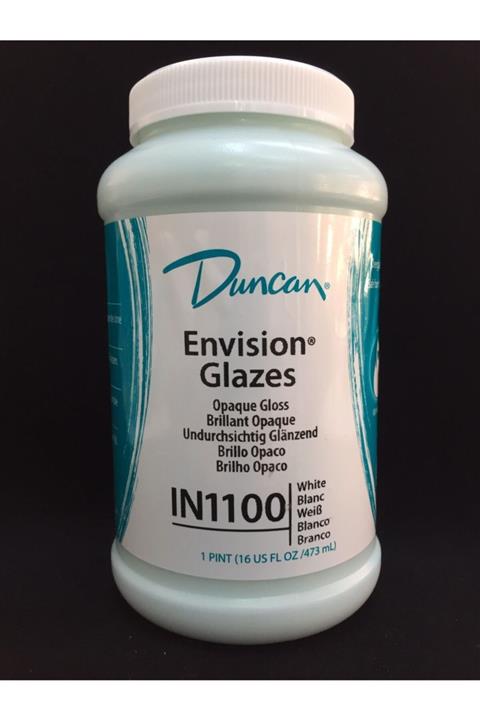 Duncan®
Envision®
Glazes
Opaque Gloss
Brillant Opaque
Undurchsichtig Glänzend
Brillo Opaco
Brilho Opaco
IN1100
White
Blanc
Weiß
Blanco
Branco
1 PINT (16 US FL OZ /473 mL)